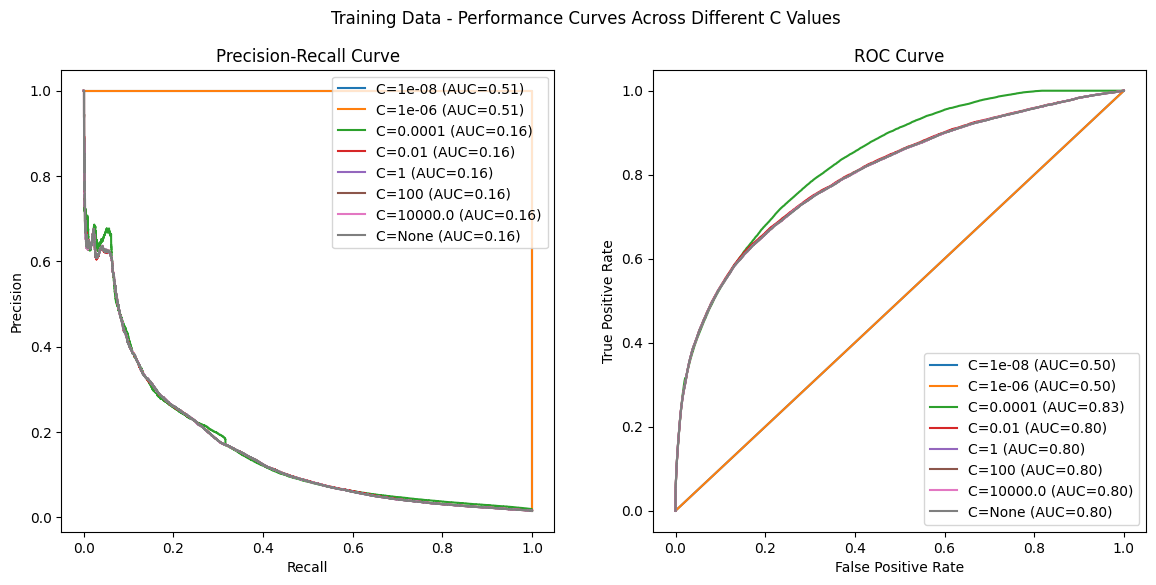 Training Data - Performance Curves Across Different C Values
Precision-Recall Curve
Precision
1.0
0.8
0.6
0.4
0.2
0.0
C=1e-08 (AUC=0.51)
C=1e-06 (AUC=0.51)
C=0.0001 (AUC=0.16)
C=0.01 (AUC=0.16)
C=1 (AUC=0.16)
C=100 (AUC=0.16)
C=10000.0 (AUC=0.16)
C=None (AUC=0.16)
0.0 0.2 0.4 0.6 0.8 1.0
Recall
ROC Curve
True Positive Rate
1.0
0.8
0.6
0.4
0.2
0.0
C=1e-08 (AUC=0.50)
C=1e-06 (AUC=0.50)
C=0.0001 (AUC=0.83)
C=0.01 (AUC=0.80)
C=1 (AUC=0.80)
C=100 (AUC=0.80)
C=10000.0 (AUC=0.80)
C=None (AUC=0.80)
0.0 0.2 0.4 0.6 0.8 1.0
False Positive Rate